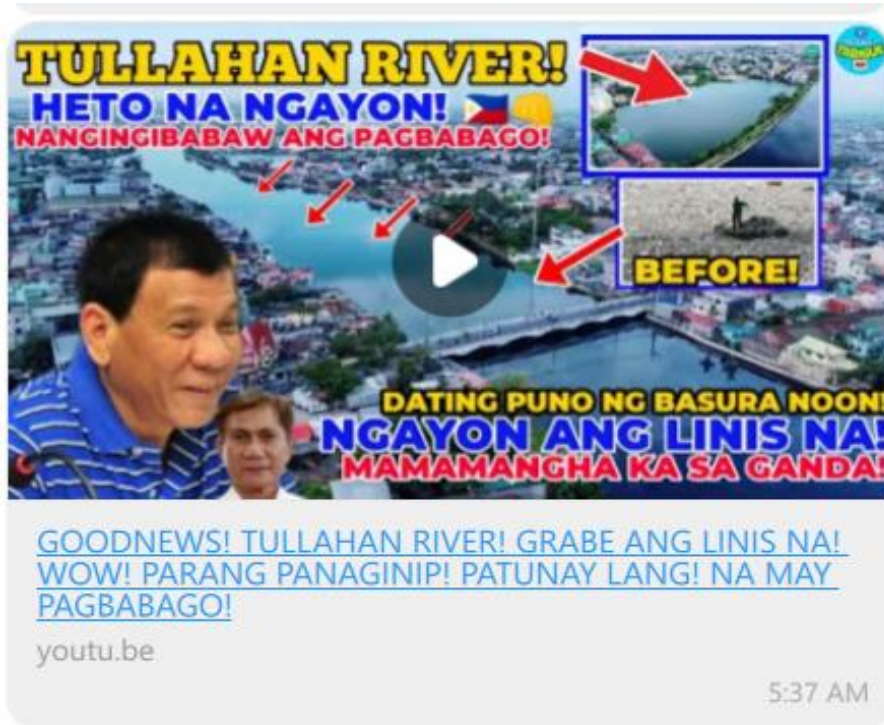 TULLAHAN RIVER!
HETO NA NGAYON!
NANGINGIBABAW ANG PAGBABAGO!
BEFORE!
DATING PUNO NG BASURA NOON!
NGAYON ANG LINIS NA!
MAMAMANGHA KA SA GANDA!
GOODNEWS! TULLAHAN RIVER! GRABE ANG LINIS NA!
WOW! PARANG PANAGINIP! PATUNAY LANG! NA MAY
PAGBABAGO!
youtu.be
5:37 AM